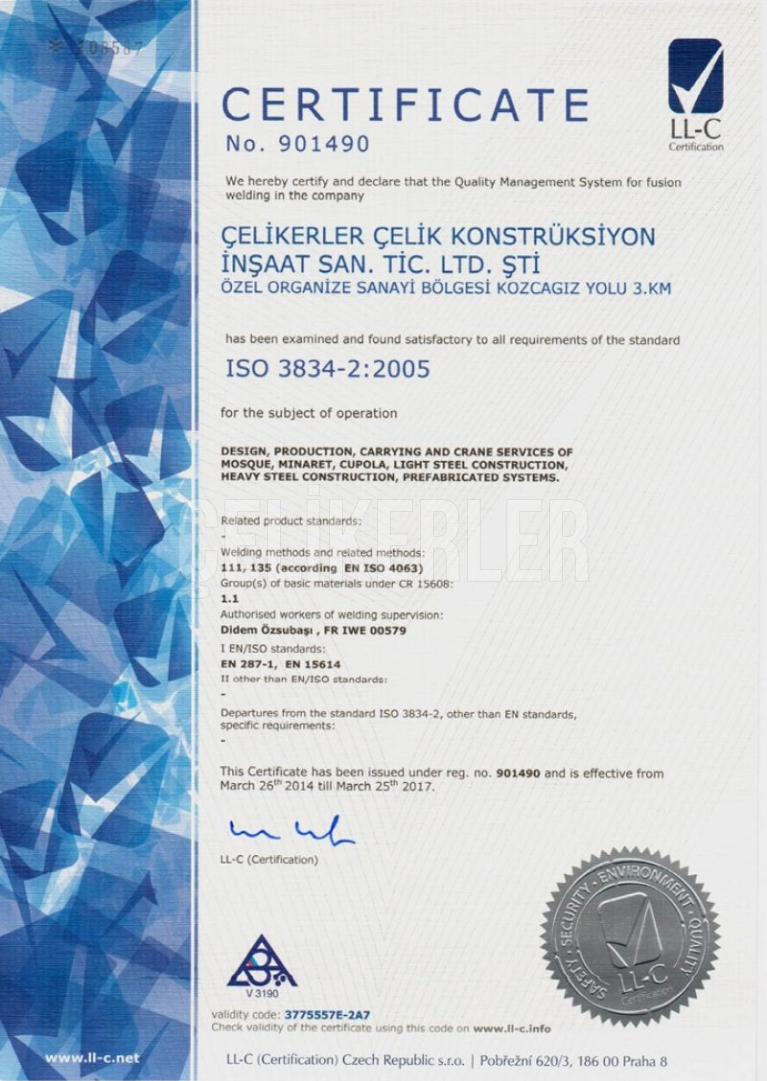 * 108587
CERTIFICATE
No. 901490
LL-C
Certification
We hereby certify and declare that the Quality Management System for fusion
welding in the company
ÇELİKERLER ÇELİK KONSTRÜKSİYON
İNŞAAT SAN. TİC. LTD. ŞTİ
ÖZEL ORGANİZE SANAYİ BÖLGESİ KOZCAGIZ YOLU 3.KM
has been examined and found satisfactory to all requirements of the standard
ISO 3834-2:2005
for the subject of operation
DESIGN, PRODUCTION, CARRYING AND CRANE SERVICES OF
MOSQUE, MINARET, CUPOLA, LIGHT STEEL CONSTRUCTION,
HEAVY STEEL CONSTRUCTION, PREFABRICATED SYSTEMS.
ÇELİKERLER
Related product standards:
-
Welding methods and related methods:
111, 135 (according EN ISO 4063)
Group(s) of basic materials under CR 15608:
1.1
Authorised workers of welding supervision:
Didem Özsubaşı , FR IWE 00579
I EN/ISO standards:
EN 287-1, EN 15614
II other than EN/ISO standards:
-
Departures from the standard ISO 3834-2, other than EN standards,
specific requirements:
-
This Certificate has been issued under reg. no. 901490 and is effective from
March 26th 2014 till March 25th 2017.
LL-C (Certification)
SAFETY · SECURITY · ENVIRONMENT · QUALITY
LL-C
Certification
V 3190
validity code: 3775557E-2A7
Check validity of the certificate using this code on www.ll-c.info
www.ll-c.net
LL-C (Certification) Czech Republic s.r.o. | Pobřežní 620/3, 186 00 Praha 8